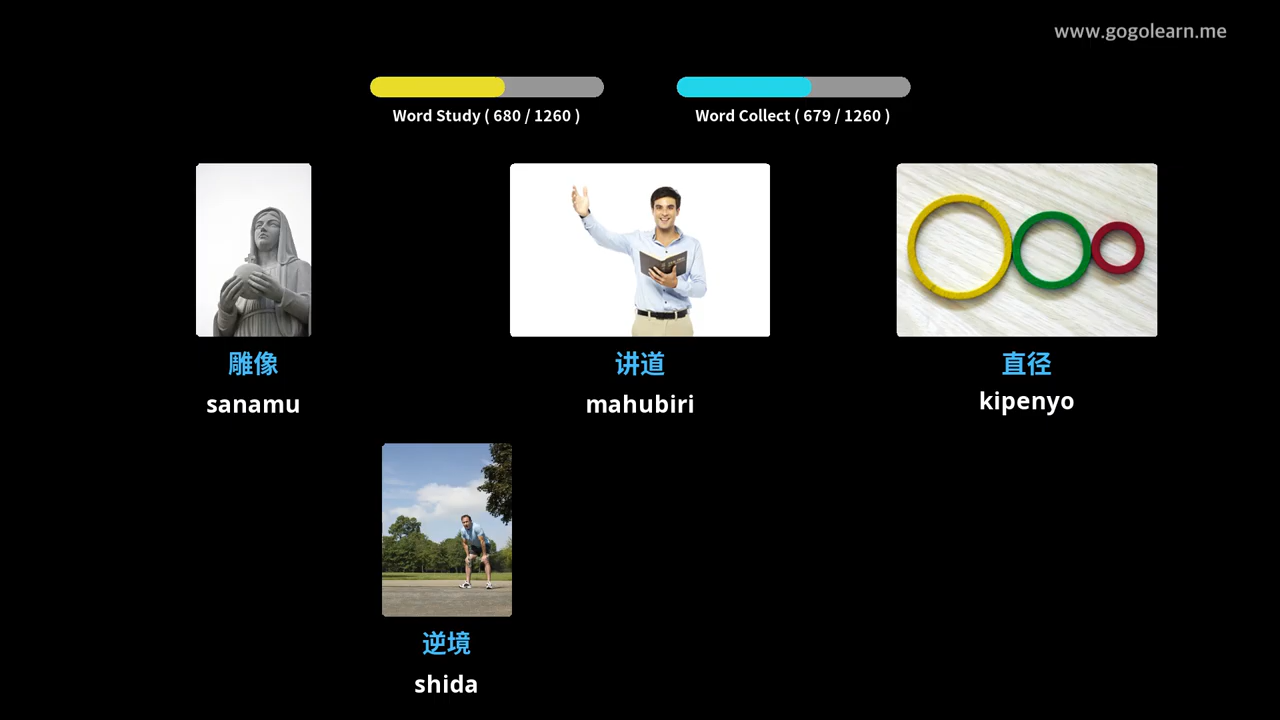 www.gogolearn.me
Word Study ( 680 / 1260 )
Word Collect ( 679 / 1260 )
雕像
讲道
直径
sanamu
mahubiri
kipenyo
逆境
shida